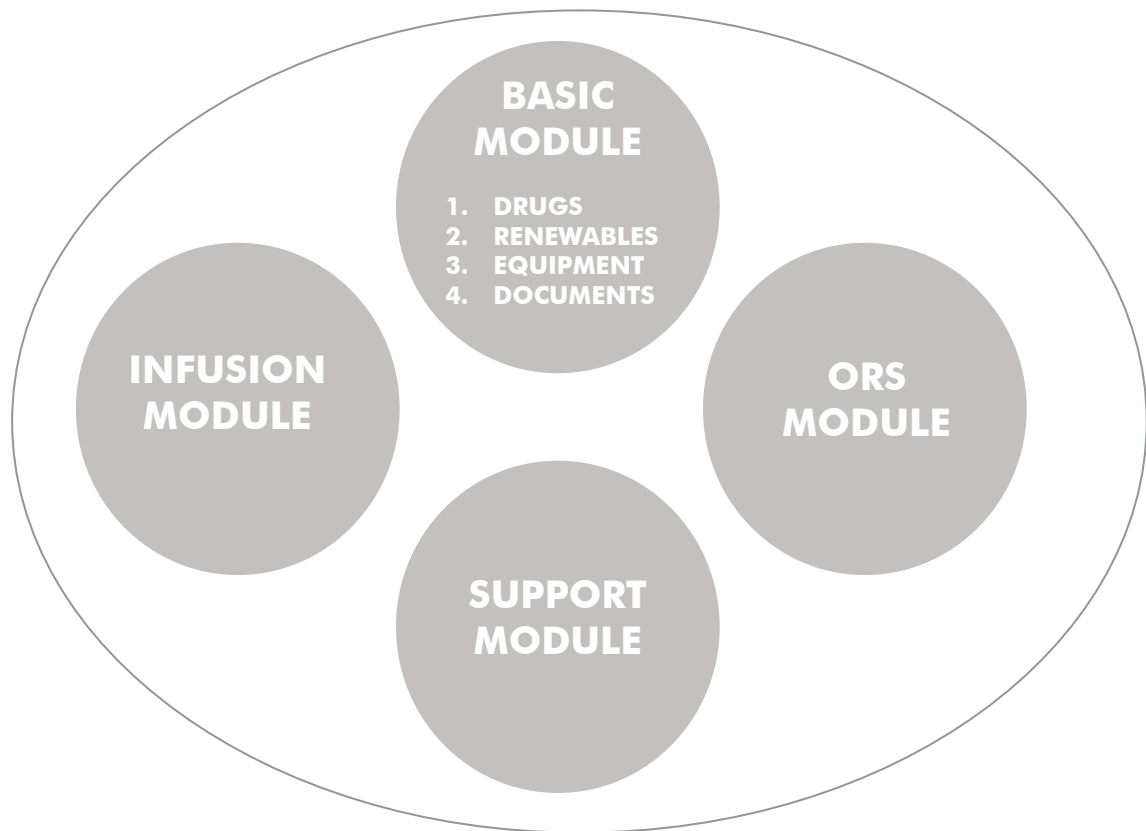 BASIC
MODULE
1. DRUGS
2. RENEWABLES
3. EQUIPMENT
4. DOCUMENTS
INFUSION
MODULE
ORS
MODULE
SUPPORT
MODULE